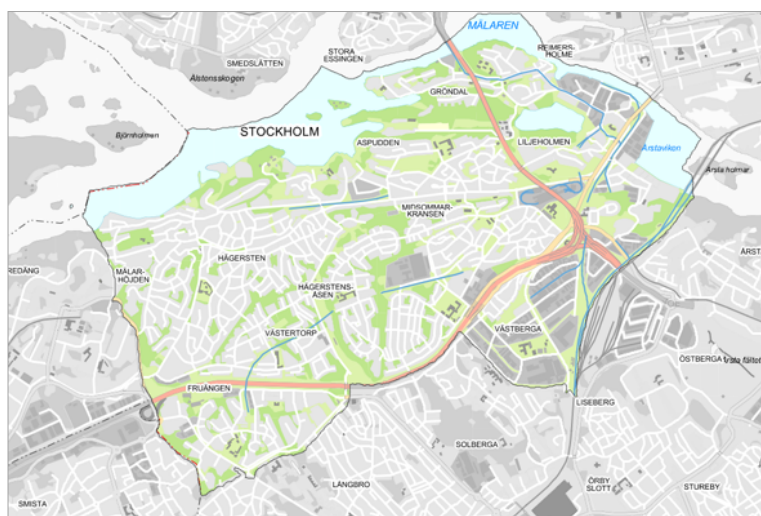 MÄLAREN
STORA
ESSINGEN
REIMERS-
HOLME
SMEDSLÄTTEN
Ålstensskogen
GRÖNDAL
STOCKHOLM
Björnholmen
ASPUDDEN
LILJEHOLMEN
Årstaviken
Årsta holmar
MIDSOMMAR-
KRANSEN
HÄGERSTEN
MÄLAR-
HÖJDEN
REDÄNG
ÅRST
HÄGERSTENS-
ÅSEN
VÄSTERTORP
VÄSTBERGA
ÖSTBERGA
Årsta fältet
FRUÄNGEN
LISEBERG
SOLBERGA
LÅNGBRO
ÖRBY
SLOTT
STUREBY
SMISTA